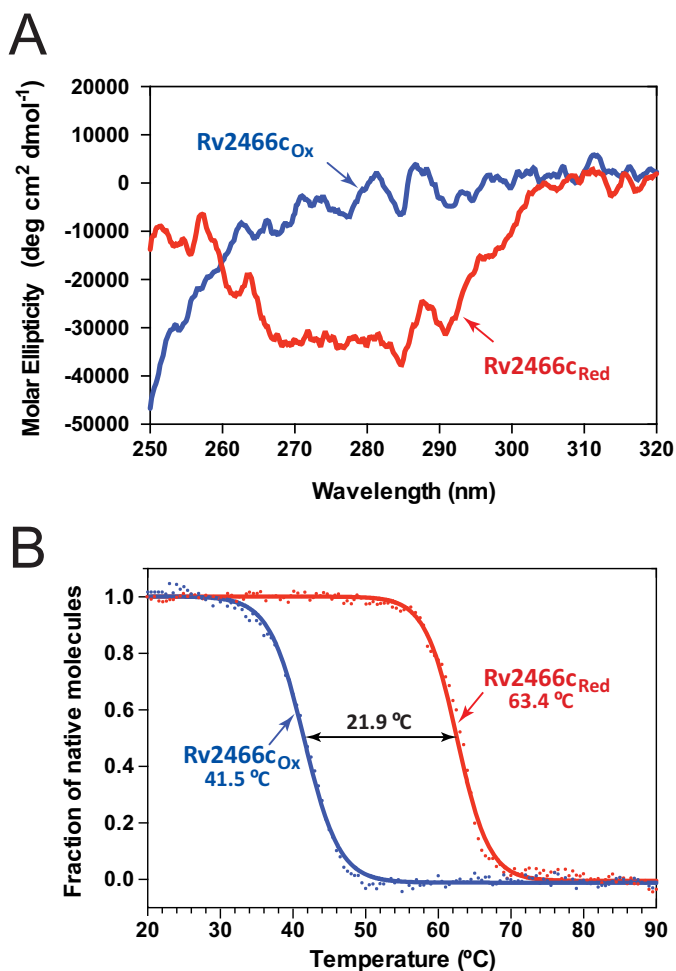 A
Molar Ellipticity (deg cm² dmol⁻¹)
20000
10000
0
-10000
-20000
-30000
-40000
-50000
Rv2466cOx
Rv2466cRed
250 260 270 280 290 300 310 320
Wavelength (nm)
B
Fraction of native molecules
1.0
0.8
0.6
0.4
0.2
0.0
Rv2466cRed
63.4 ºC
21.9 ºC
Rv2466cOx
41.5 ºC
20 30 40 50 60 70 80 90
Temperature (ºC)